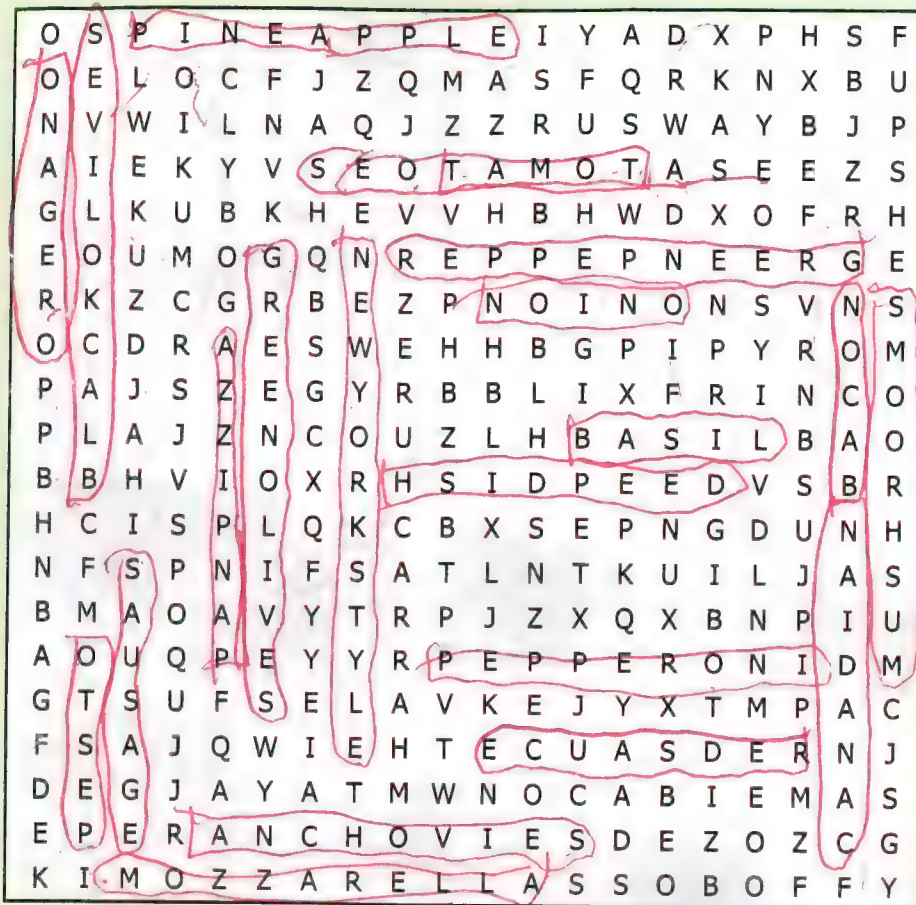 O S P I N E A P P L E I Y A D X P H S F
O E L O C F J Z Q M A S F Q R K N X B U
N V W I L N A Q J Z Z R U S W A Y B J P
A I E K Y V S E O T A M O T A S E E Z S
G L K U B K H E V V H B H W D X O F R H
E O U M O G Q N R E P P E P N E E R G E
R K Z C G R B E Z P N O I N O N S V N S
O C D R A E S W E H H B G P I P Y R O M
P A J S Z E G Y R B B L I X F R I N C O
P L A J Z N C O U Z L H B A S I L B A O
B B H V I O X R H S I D P E E D V S B R
H C I S P L Q K C B X S E P N G D U N H
N F S P N I F S A T L N T K U I L J A S
B M A O A V Y T R P J Z X Q X B N P I U
A O U Q P E Y Y R P E P P E R O N I D M
G T S U F S E L A V K E J Y X T M P A C
F S A J Q W I E H T E C U A S D E R N J
D E G J A Y A T M W N O C A B I E M A S
E P E R A N C H O V I E S D E Z O Z C G
K I M O Z Z A R E L L A S S O B O F F Y